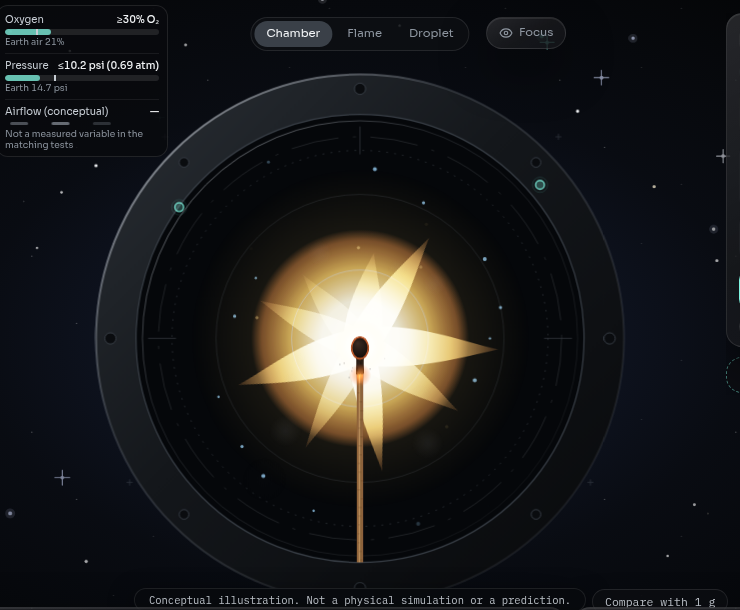 Oxygen ≥30% O₂
Earth air 21%
Pressure ≤10.2 psi (0.69 atm)
Earth 14.7 psi
Airflow (conceptual) —
Not a measured variable in the
matching tests
Chamber Flame Droplet Focus
Conceptual illustration. Not a physical simulation or a prediction.
Compare with 1 g